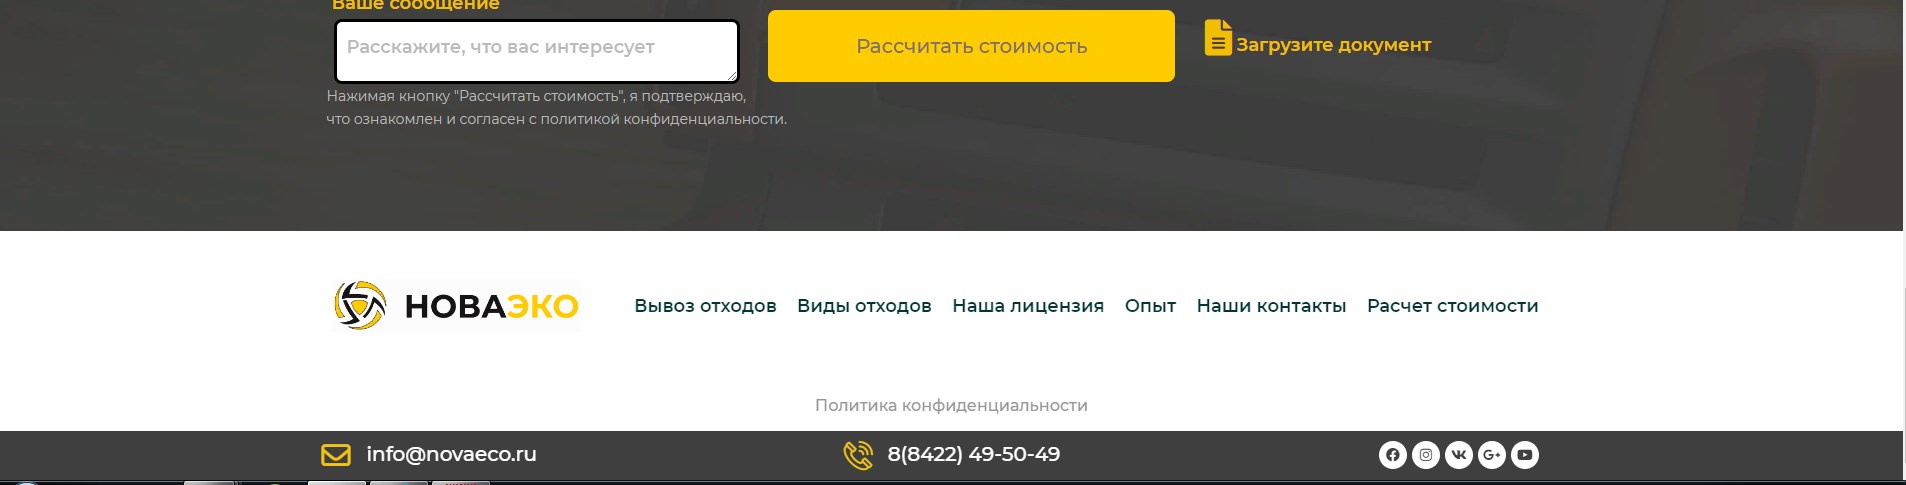 Ваше сообщение
Расскажите, что вас интересует
Рассчитать стоимость
Загрузите документ
Нажимая кнопку "Рассчитать стоимость", я подтверждаю,
что ознакомлен и согласен с политикой конфиденциальности.
НОВАЭКО
Вывоз отходов Виды отходов Наша лицензия Опыт Наши контакты Расчет стоимости
Политика конфиденциальности
info@novaeco.ru 8(8422) 49-50-49